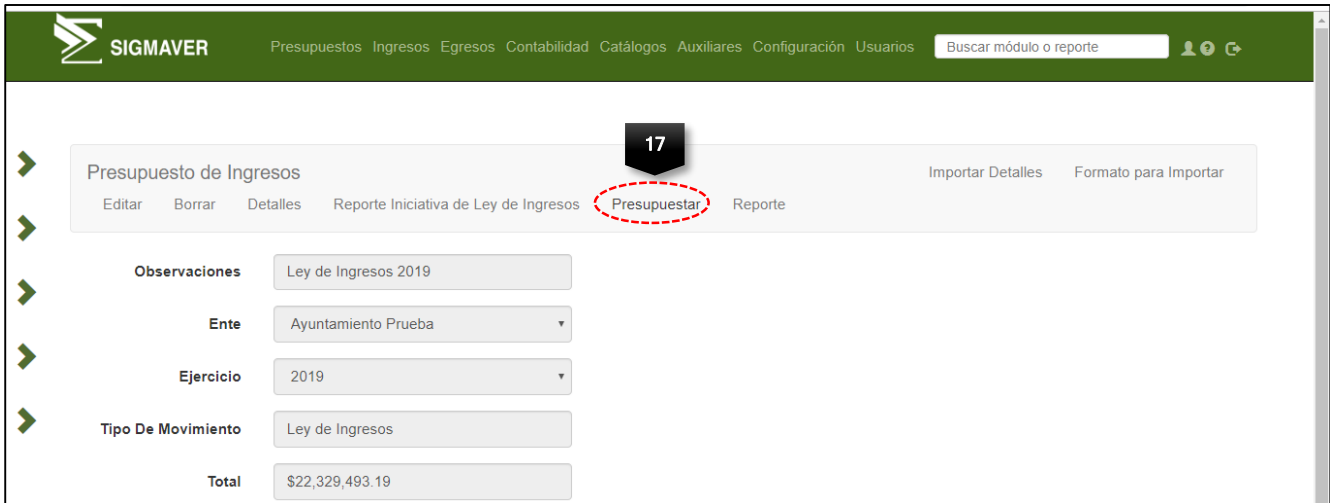 SIGMAVER Presupuestos Ingresos Egresos Contabilidad Catálogos Auxiliares Configuración Usuarios Buscar módulo o reporte
17
Presupuesto de Ingresos Importar Detalles Formato para Importar
Editar Borrar Detalles Reporte Iniciativa de Ley de Ingresos Presupuestar Reporte
Observaciones Ley de Ingresos 2019
Ente Ayuntamiento Prueba
Ejercicio 2019
Tipo De Movimiento Ley de Ingresos
Total $22,329,493.19